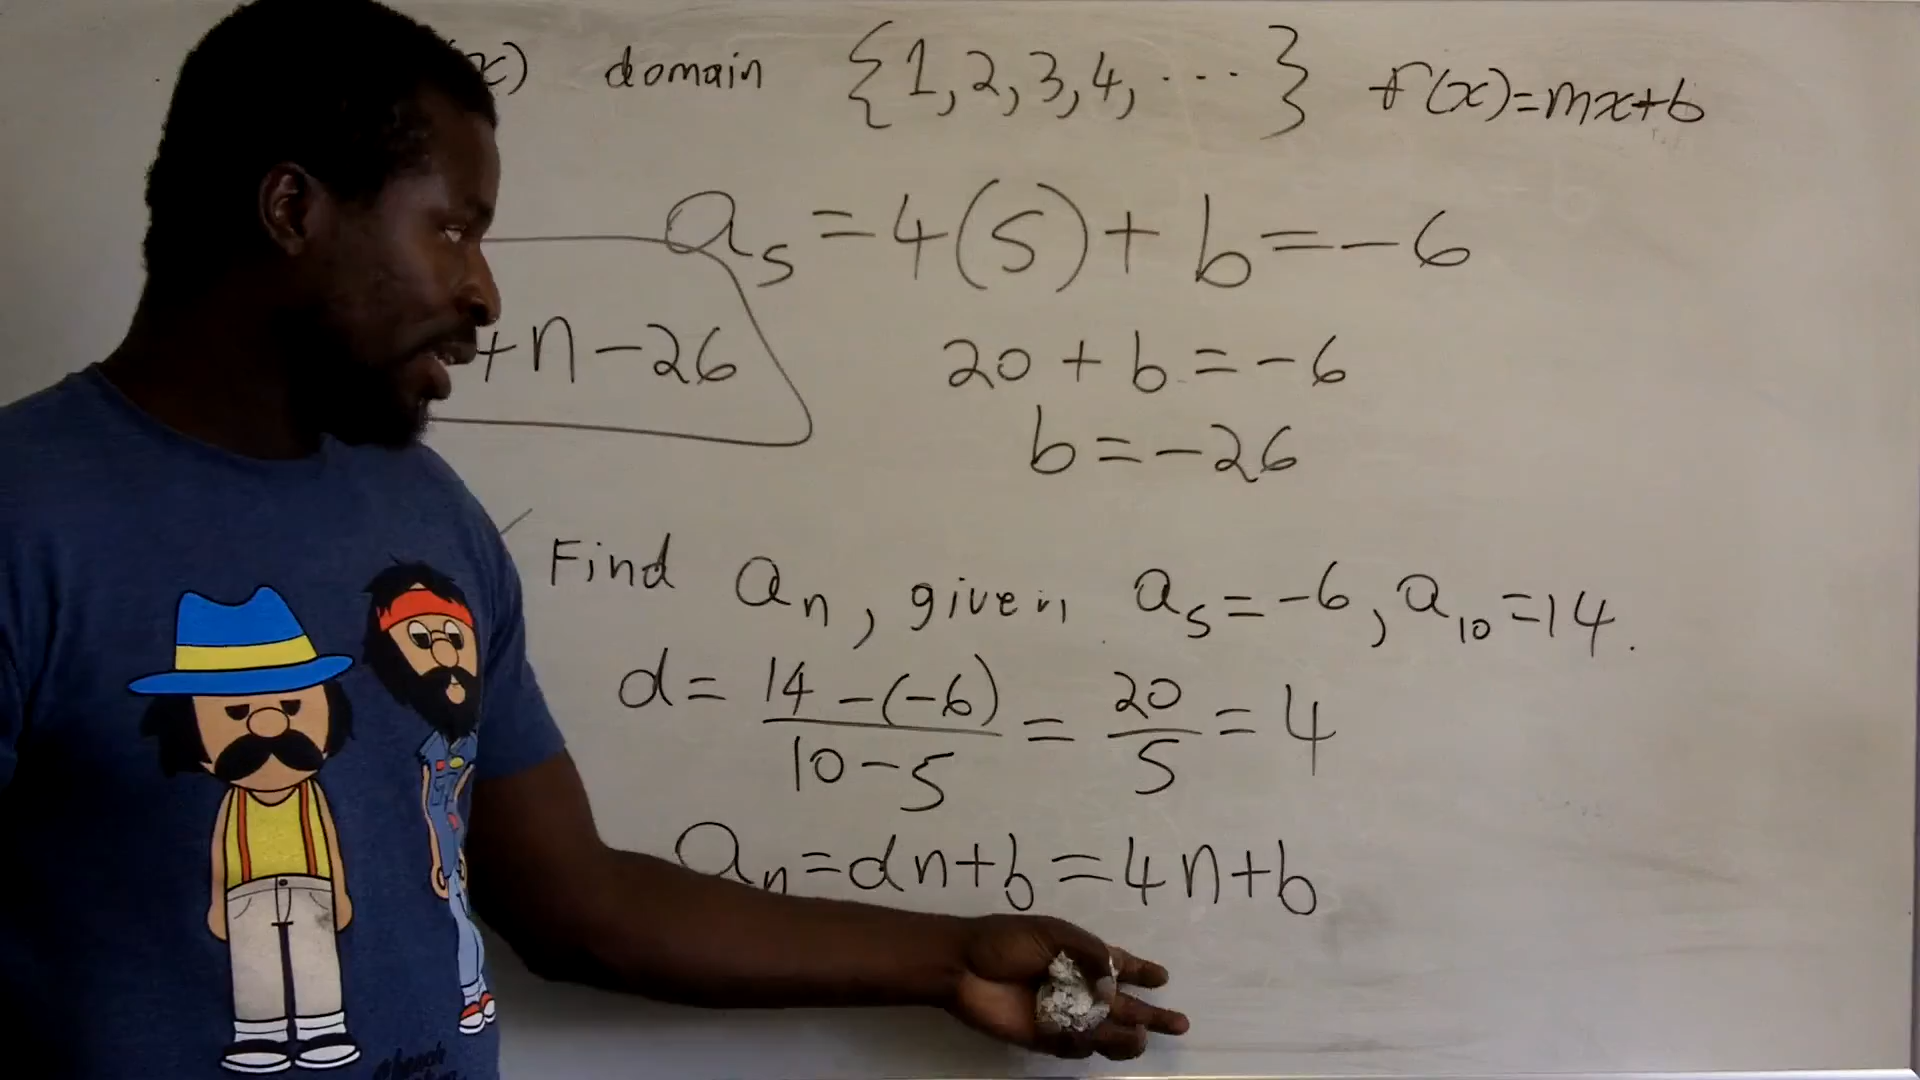 x) domain {1,2,3,4, ...} f(x)=mx+b
a₅ = 4(5) + b = -6
+n-26
20 + b = -6
b = -26
Find aₙ, given a₅ = -6, a₁₀ = 14.
d = 14-(-6)/10-5 = 20/5 = 4
aₙ = dn+b = 4n+b